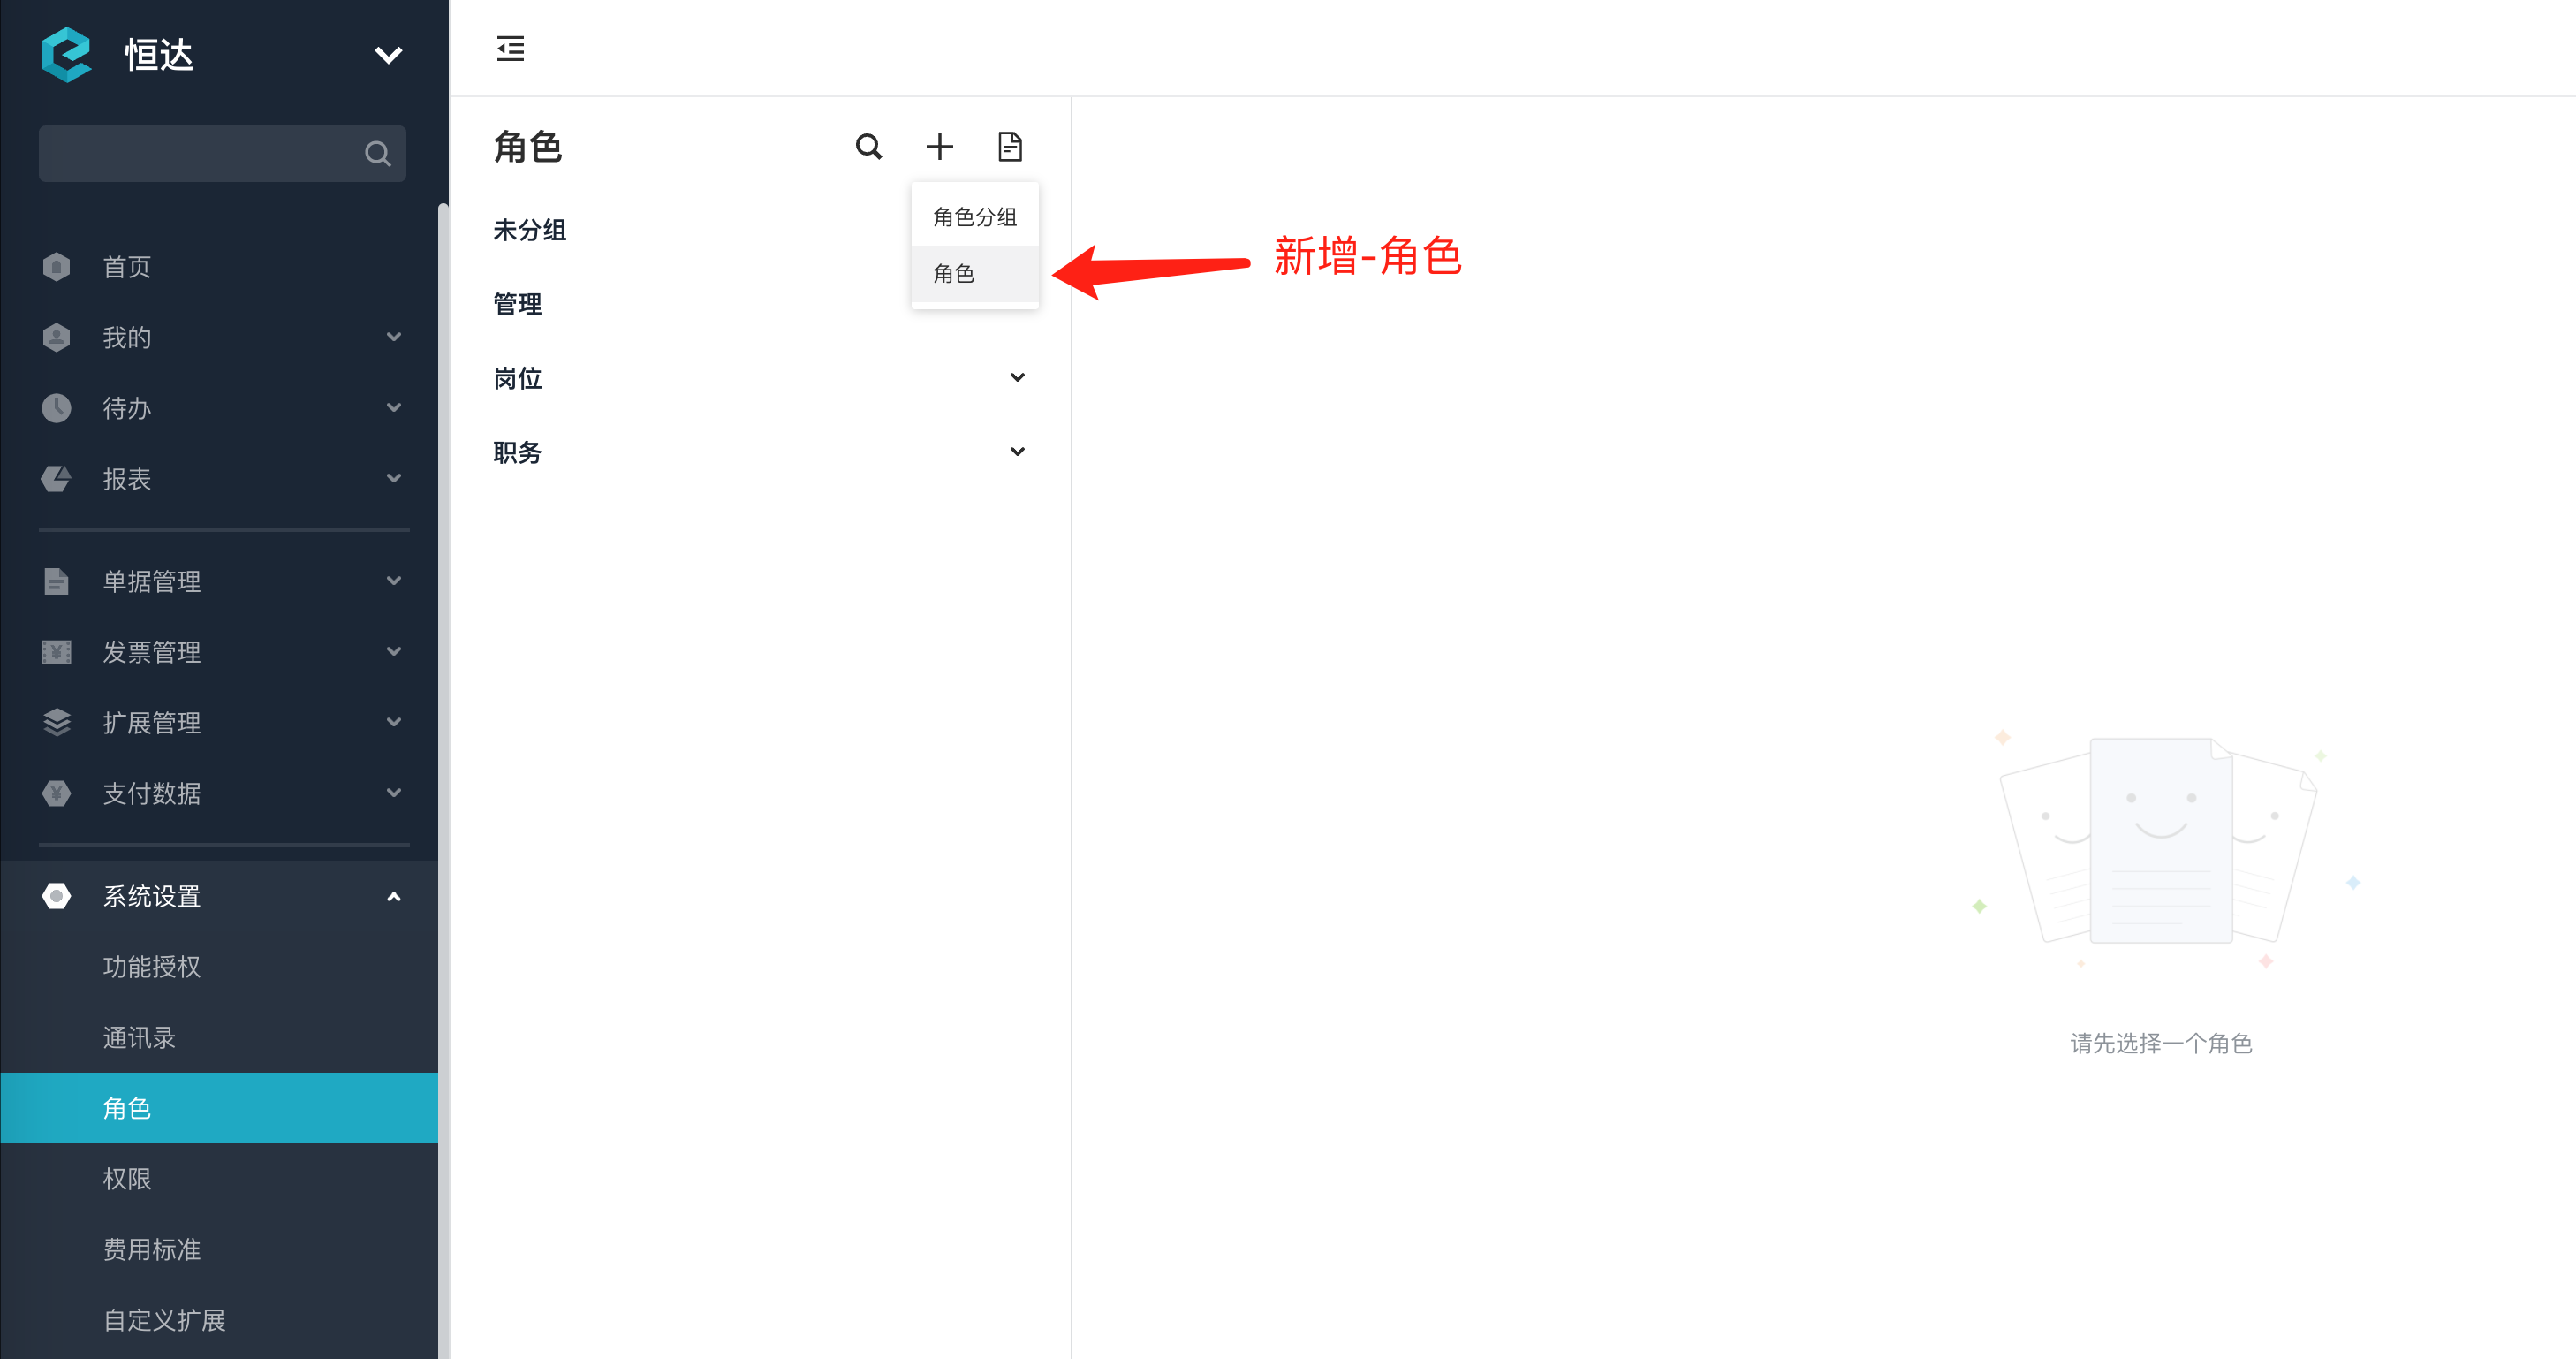 恒达
首页
我的
待办
报表
单据管理
发票管理
扩展管理
支付数据
系统设置
功能授权
通讯录
角色
权限
费用标准
自定义扩展
角色
未分组
管理
岗位
职务
角色分组
角色
新增-角色
请先选择一个角色